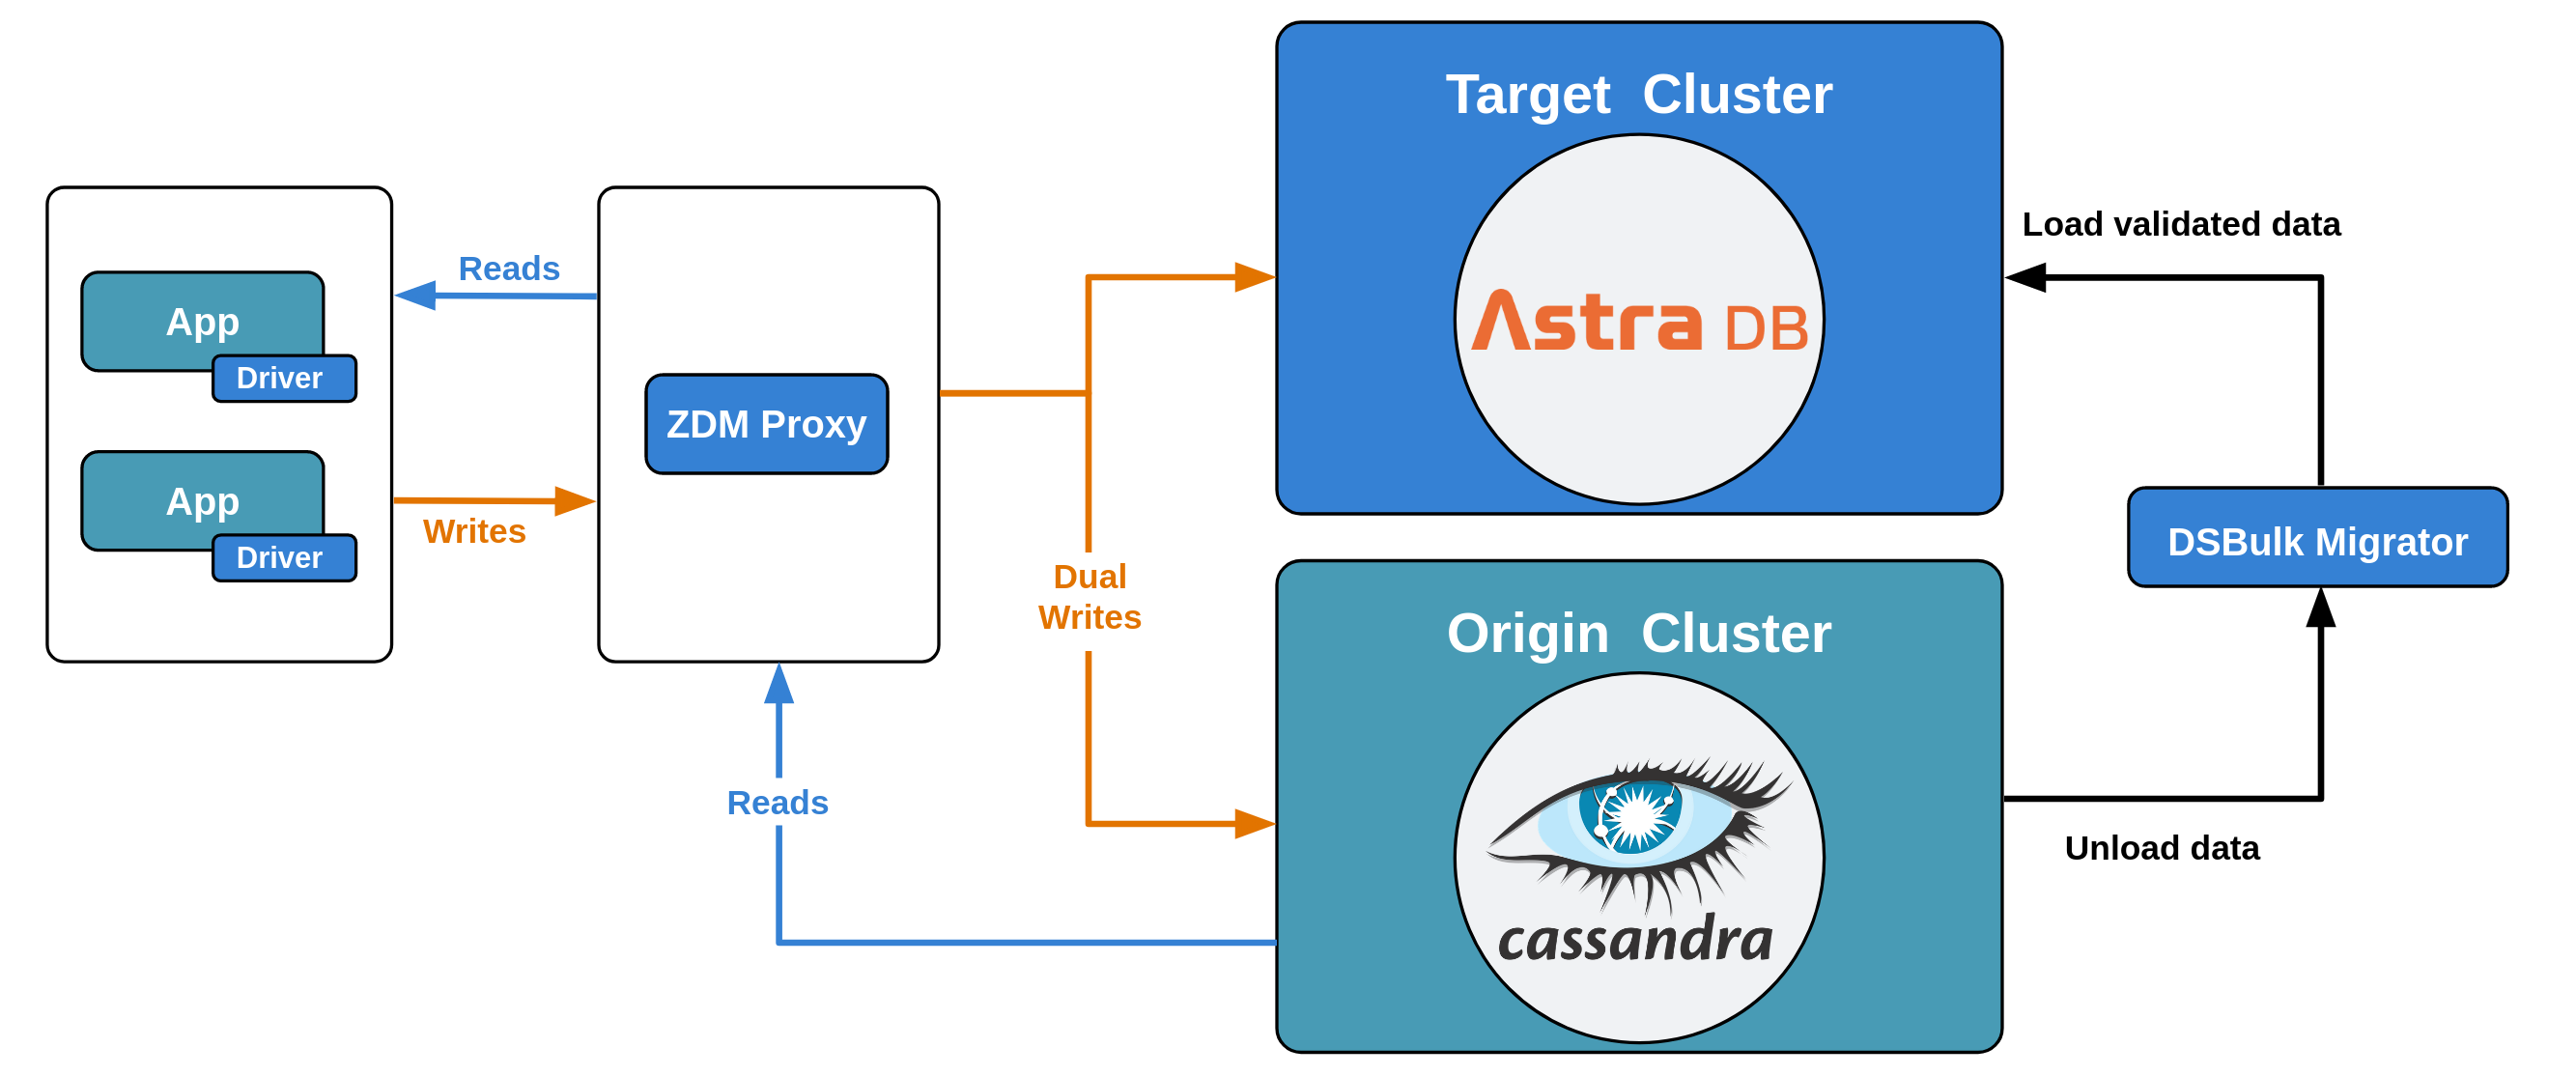 Target Cluster
Astra DB
Load validated data
Reads
App
Driver
ZDM Proxy
App
Driver
Writes
Dual
Writes
DSBulk Migrator
Origin Cluster
cassandra
Reads
Unload data